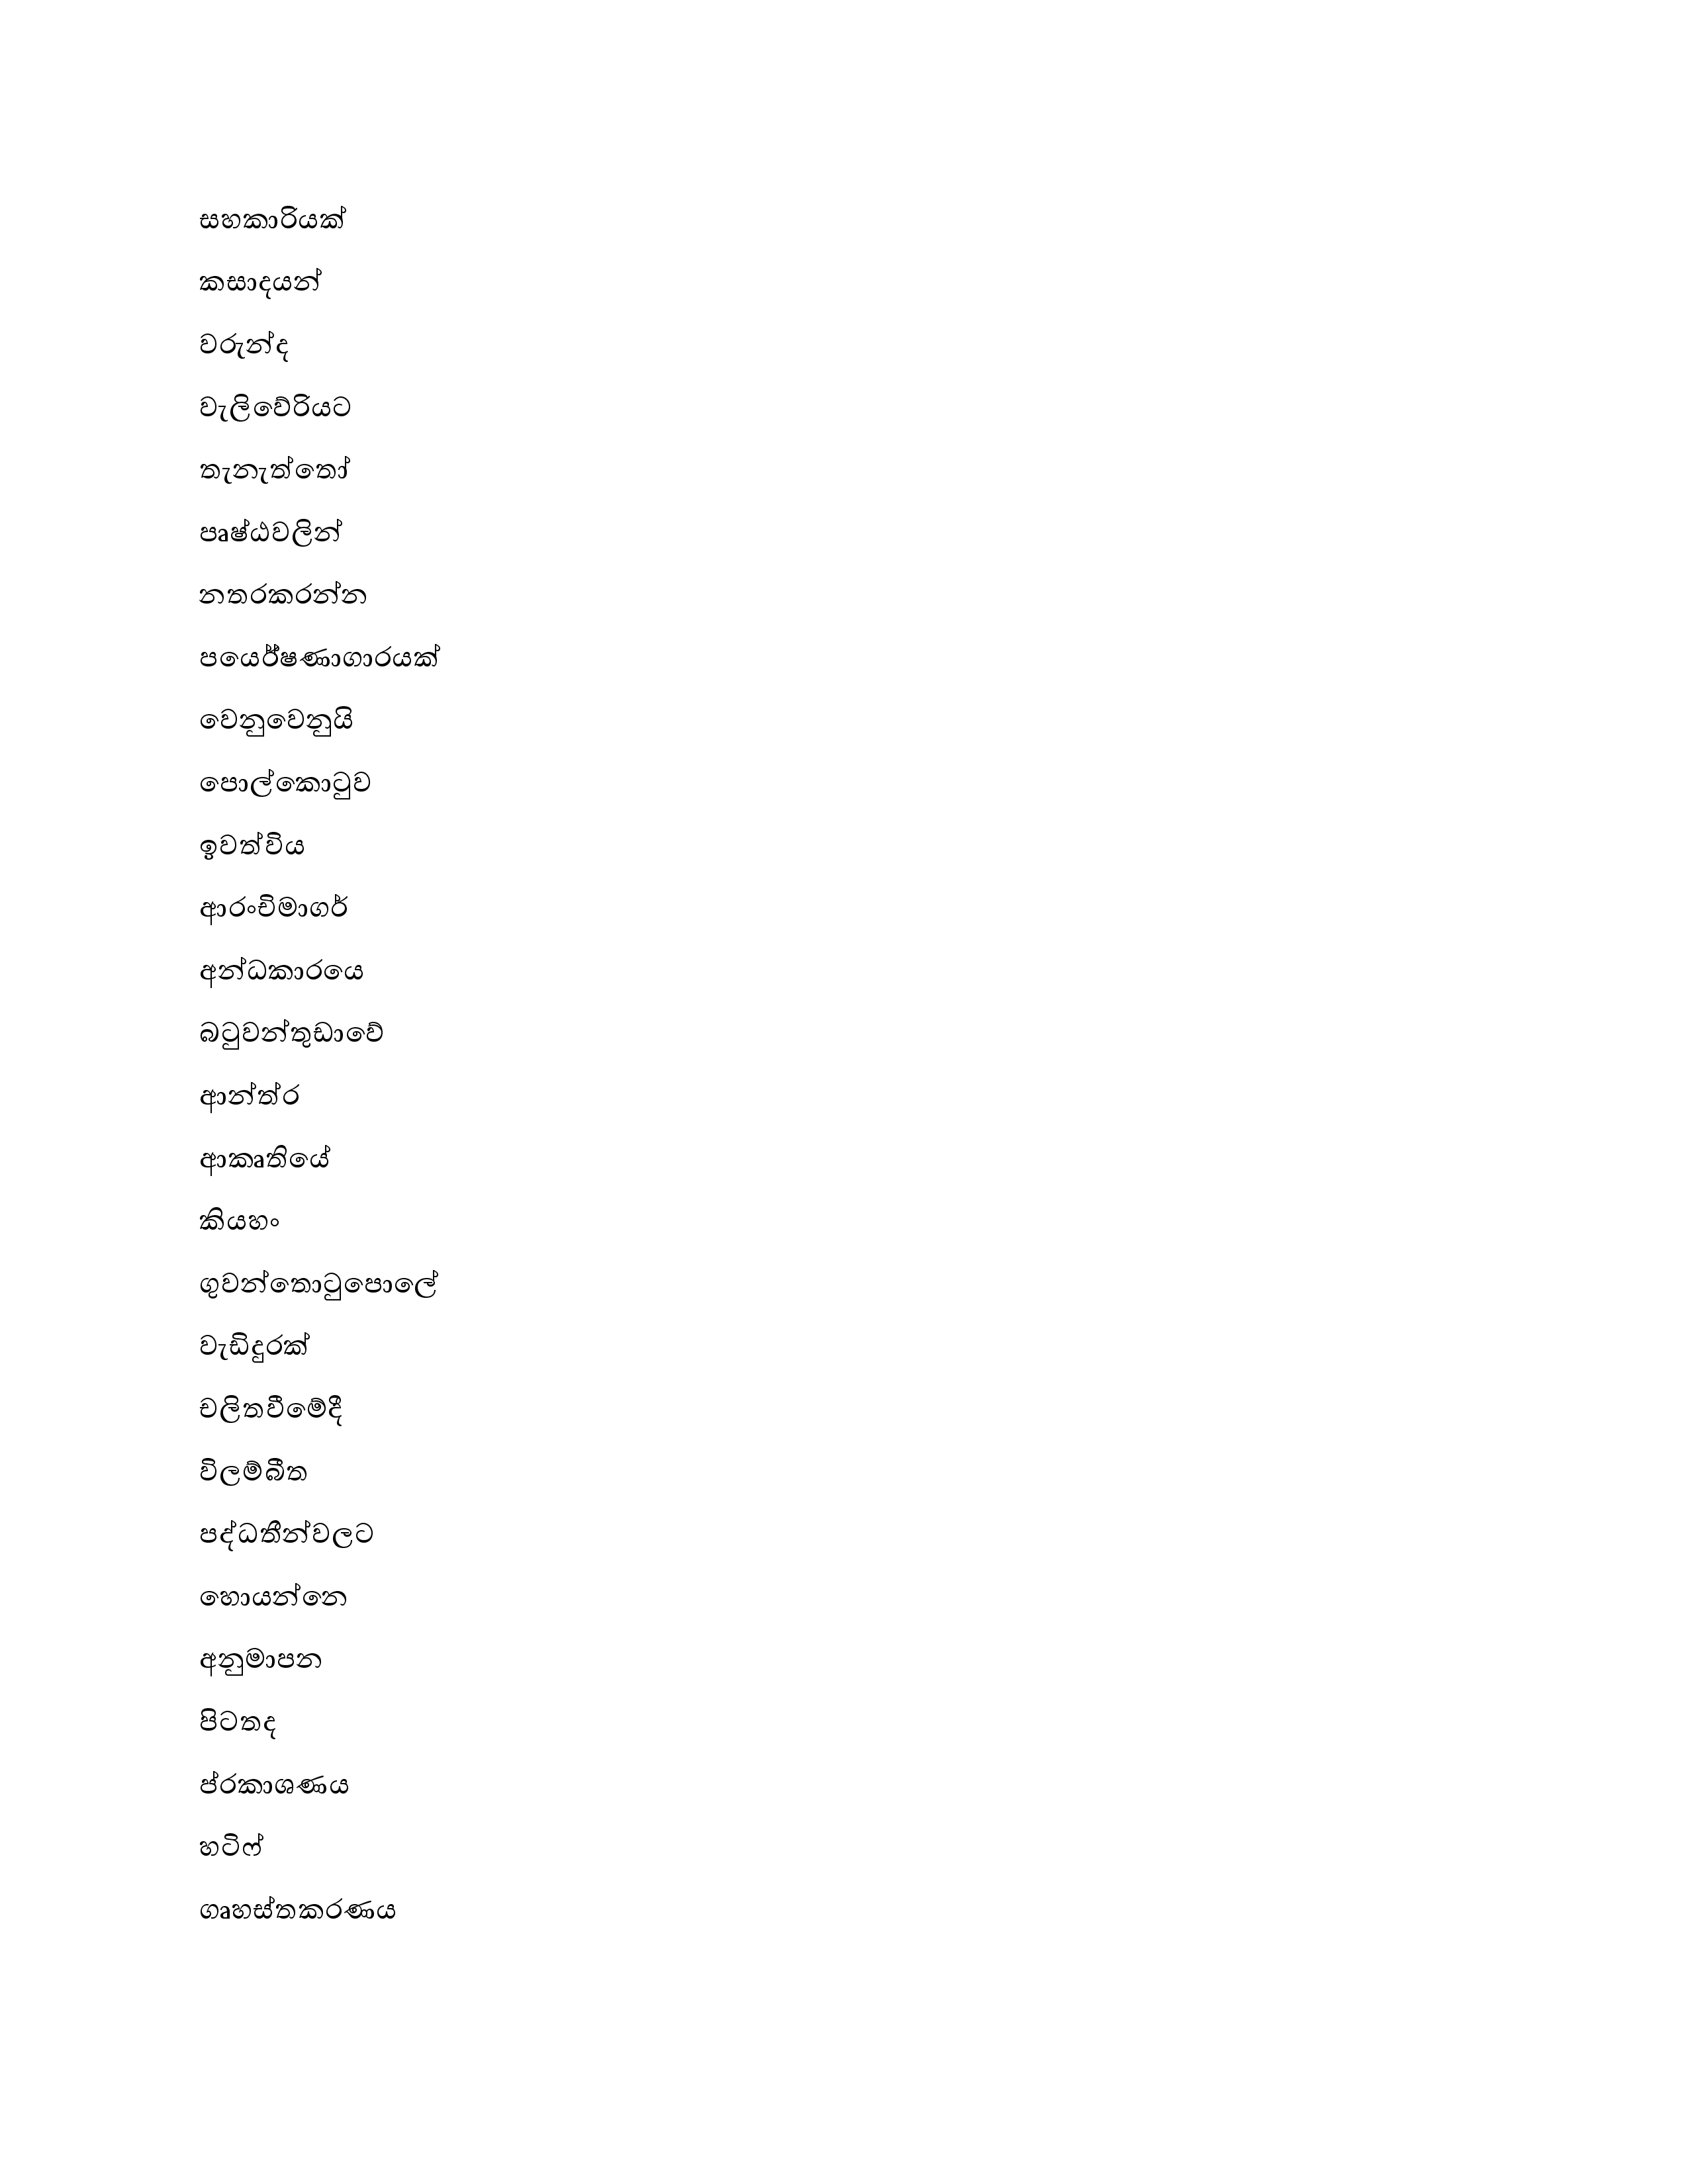 සහකාරියක්
කසාදයන්
වරුන්ද
වැලිවේරියට
තැනැත්තෝ
පෘෂ්ඨවලින්
නතරකරන්න
පයෙර්ෂණාගාරයක්
වෙනුවෙනුයි
පොල්කොටුව
ඉවත්විය
ආරංචිමාගර්
අන්ධකාරයෙ
බටුවන්තුඩාවේ
ආන්ත්ර
ආකෘතියේ
කියහං
ගුවන්තොටුපොලේ
වැඩිදුරක්
චලිතවීමේදී
විලම්බීත
පද්ධතීන්වලට
හොයන්නෙ
අනුමාපන
පිටතද
ප්රකාශණය
හටිෆ්
ගෘහස්තකරණය